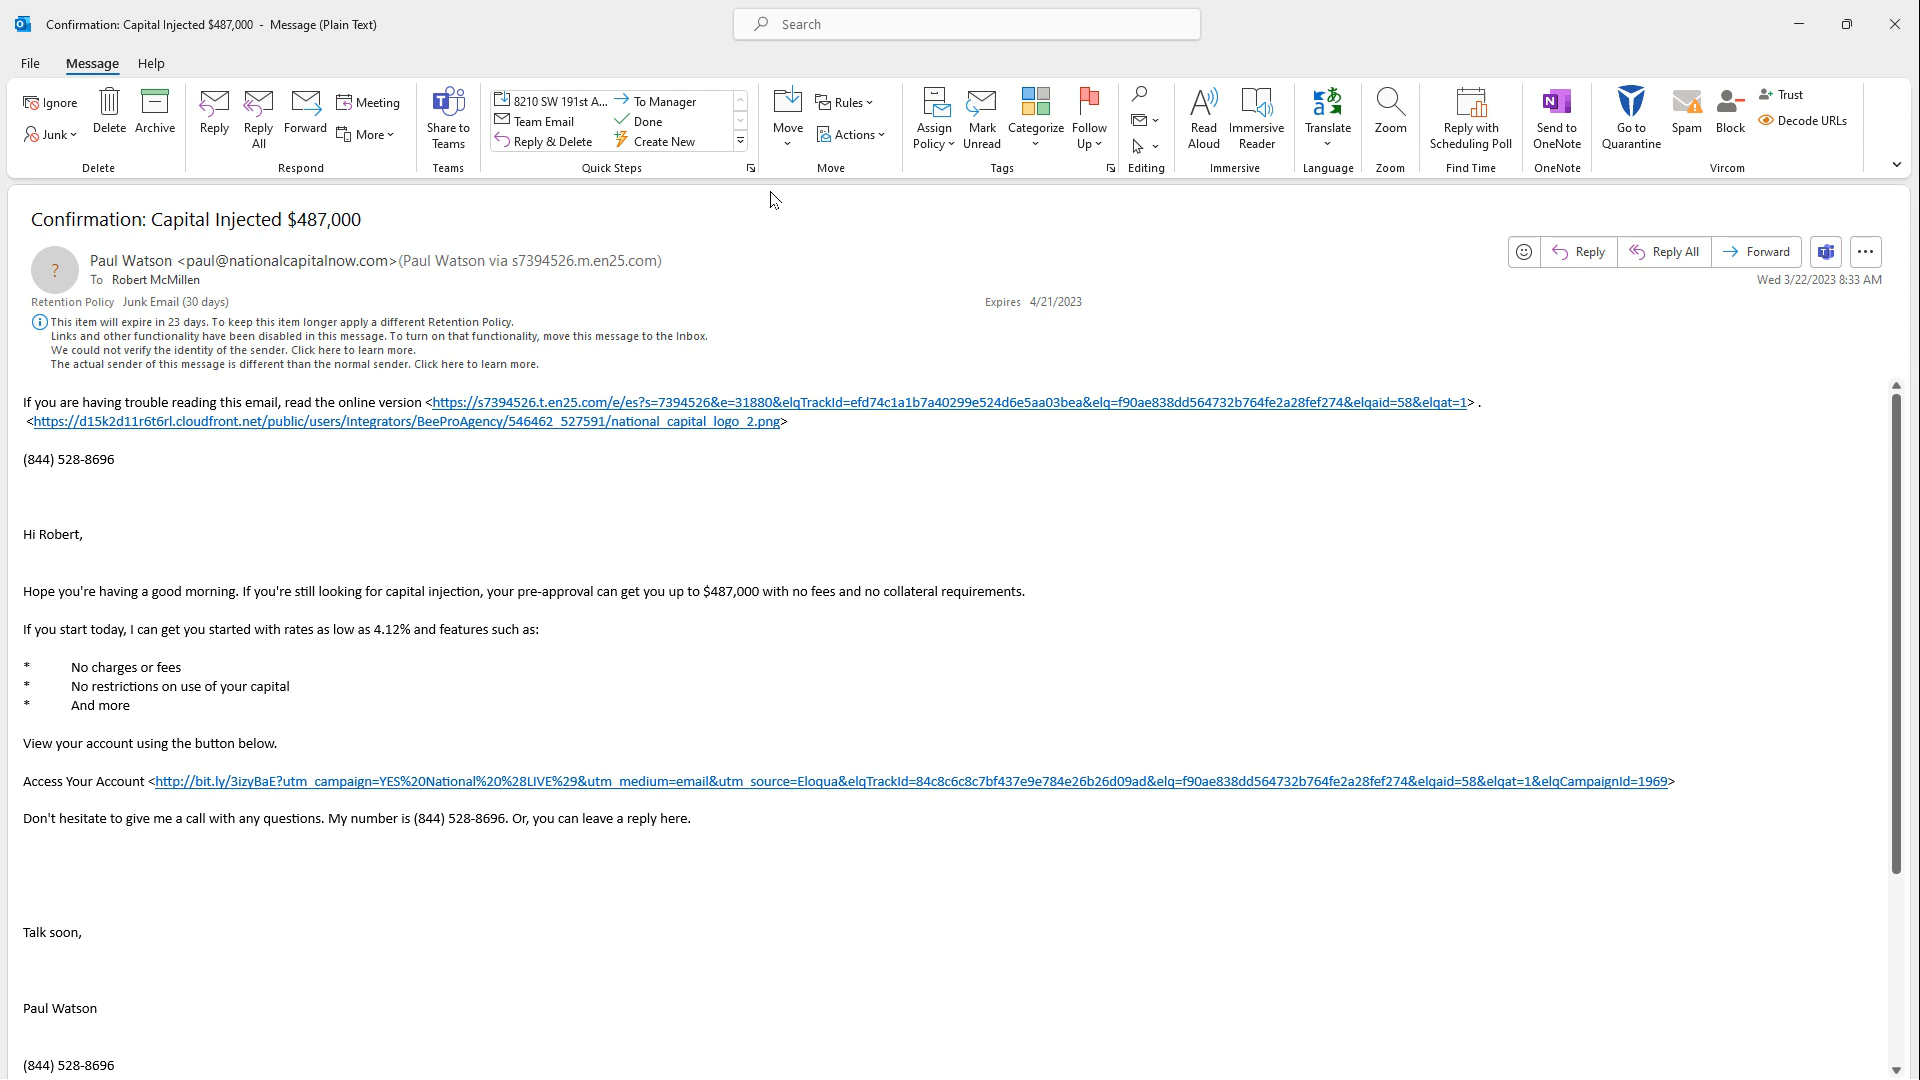 Confirmation: Capital Injected $487,000 - Message (Plain Text)
Search
File Message Help
Ignore
Junk
Delete
Archive
Delete
Reply
Reply All
Forward
Meeting
More
Respond
Share to Teams
Teams
8210 SW 191st A...
Team Email
Reply & Delete
To Manager
Done
Create New
Quick Steps
Move
Rules
Actions
Move
Assign Policy
Mark Unread
Categorize
Follow Up
Tags
Editing
Read Aloud
Immersive Reader
Immersive
Translate
Language
Zoom
Zoom
Reply with Scheduling Poll
Find Time
Send to OneNote
OneNote
Go to Quarantine
Spam
Block
Trust
Decode URLs
Vircom
Confirmation: Capital Injected $487,000
?
Paul Watson <paul@nationalcapitalnow.com>(Paul Watson via s7394526.m.en25.com)
To Robert McMillen
Reply
Reply All
Forward
Wed 3/22/2023 8:33 AM
Retention Policy Junk Email (30 days)
Expires 4/21/2023
This item will expire in 23 days. To keep this item longer apply a different Retention Policy.
Links and other functionality have been disabled in this message. To turn on that functionality, move this message to the Inbox.
We could not verify the identity of the sender. Click here to learn more.
The actual sender of this message is different than the normal sender. Click here to learn more.
If you are having trouble reading this email, read the online version <https://s7394526.t.en25.com/e/es?s=7394526&e=31880&elqTrackId=efd74c1a1b7a40299e524d6e5aa03bea&elq=f90ae838dd564732b764fe2a28fef274&elqaid=58&elqat=1> .
<https://d15k2d11r6t6rl.cloudfront.net/public/users/Integrators/BeeProAgency/546462_527591/national_capital_logo_2.png>
(844) 528-8696
Hi Robert,
Hope you're having a good morning. If you're still looking for capital injection, your pre-approval can get you up to $487,000 with no fees and no collateral requirements.
If you start today, I can get you started with rates as low as 4.12% and features such as:
* No charges or fees
* No restrictions on use of your capital
* And more
View your account using the button below.
Access Your Account <http://bit.ly/3izyBaE?utm_campaign=YES%20National%20%28LIVE%29&utm_medium=email&utm_source=Eloqua&elqTrackId=84c8c6c8c7bf437e9e784e26b26d09ad&elq=f90ae838dd564732b764fe2a28fef274&elqaid=58&elqat=1&elqCampaignId=1969>
Don't hesitate to give me a call with any questions. My number is (844) 528-8696. Or, you can leave a reply here.
Talk soon,
Paul Watson
(844) 528-8696